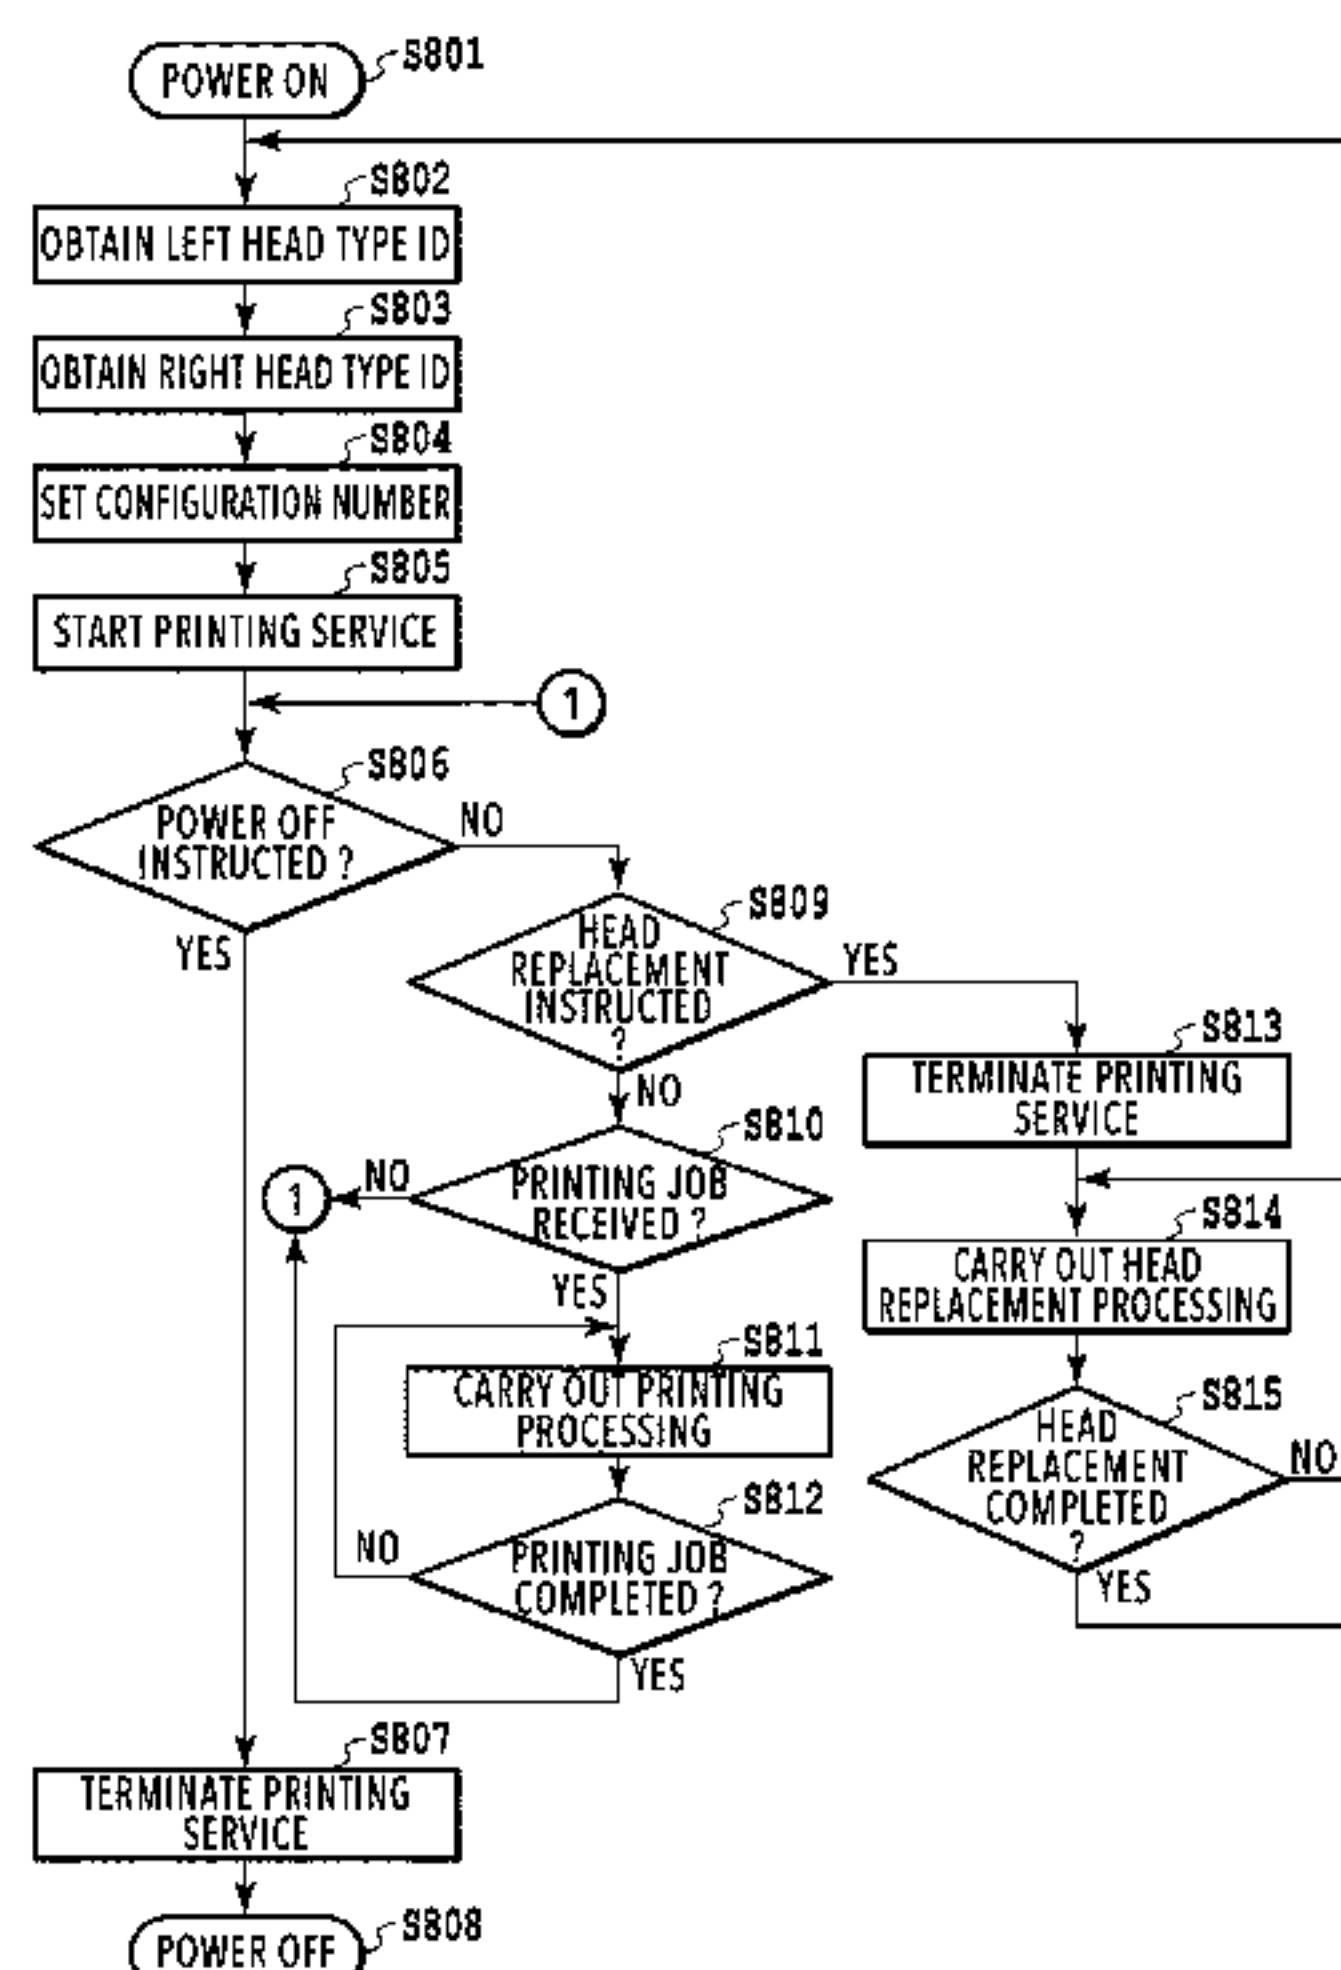 POWER ON
S801
S802
OBTAIN LEFT HEAD TYPE ID
S803
OBTAIN RIGHT HEAD TYPE ID
S804
SET CONFIGURATION NUMBER
S805
START PRINTING SERVICE
1
S806
POWER OFF
INSTRUCTED ?
NO
YES
S809
HEAD
REPLACEMENT
INSTRUCTED
?
YES
NO
S813
TERMINATE PRINTING
SERVICE
S810
PRINTING JOB
RECEIVED ?
NO
1
YES
S814
CARRY OUT HEAD
REPLACEMENT PROCESSING
S811
CARRY OUT PRINTING
PROCESSING
S815
HEAD
REPLACEMENT
COMPLETED
?
NO
YES
S812
PRINTING JOB
COMPLETED ?
NO
YES
S807
TERMINATE PRINTING
SERVICE
S808
POWER OFF